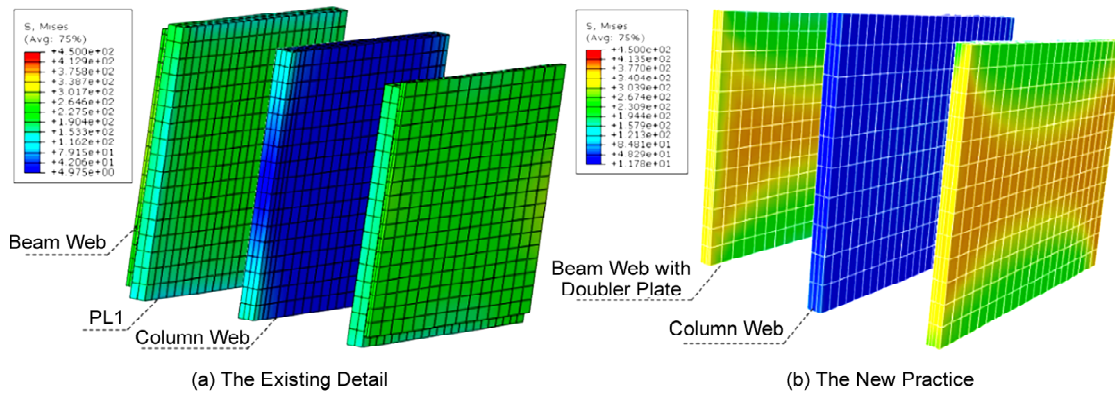 S, Mises
(Avg: 75%)
+4.500e+02
+4.129e+02
+3.758e+02
+3.387e+02
+3.017e+02
+2.646e+02
+2.275e+02
+1.904e+02
+1.533e+02
+1.162e+02
+7.915e+01
+4.206e+01
+4.975e+00
Beam Web
PL1
Column Web
(a) The Existing Detail
S, Mises
(Avg: 75%)
+4.500e+02
+4.135e+02
+3.770e+02
+3.404e+02
+3.039e+02
+2.674e+02
+2.309e+02
+1.944e+02
+1.579e+02
+1.213e+02
+8.481e+01
+4.829e+01
+1.178e+01
Beam Web with
Doubler Plate
Column Web
(b) The New Practice